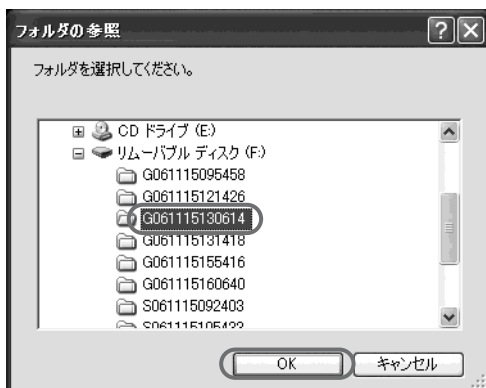 フォルダの参照
フォルダを選択してください。
CD ドライブ (E:)
リムーバブル ディスク (F:)
G061115095458
G061115121426
G061115130614
G061115131418
G061115155416
G061115160640
S061115092403
S061115105422
OK
キャンセル